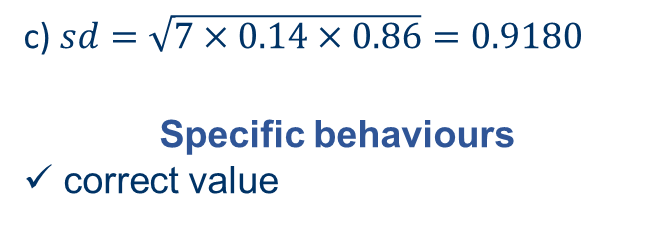 c) sd = √7 × 0.14 × 0.86 = 0.9180
Specific behaviours
✓ correct value